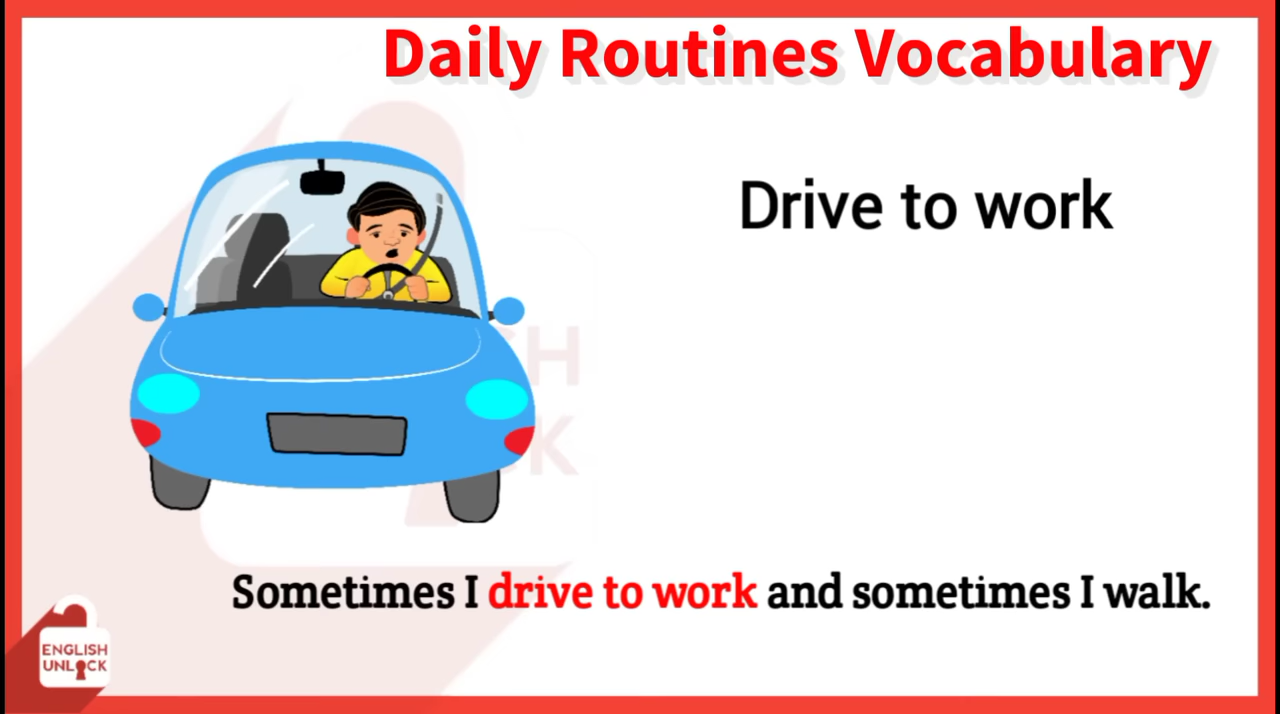 Daily Routines Vocabulary
Drive to work
Sometimes I drive to work and sometimes I walk.
ENGLISH
UNLOCK